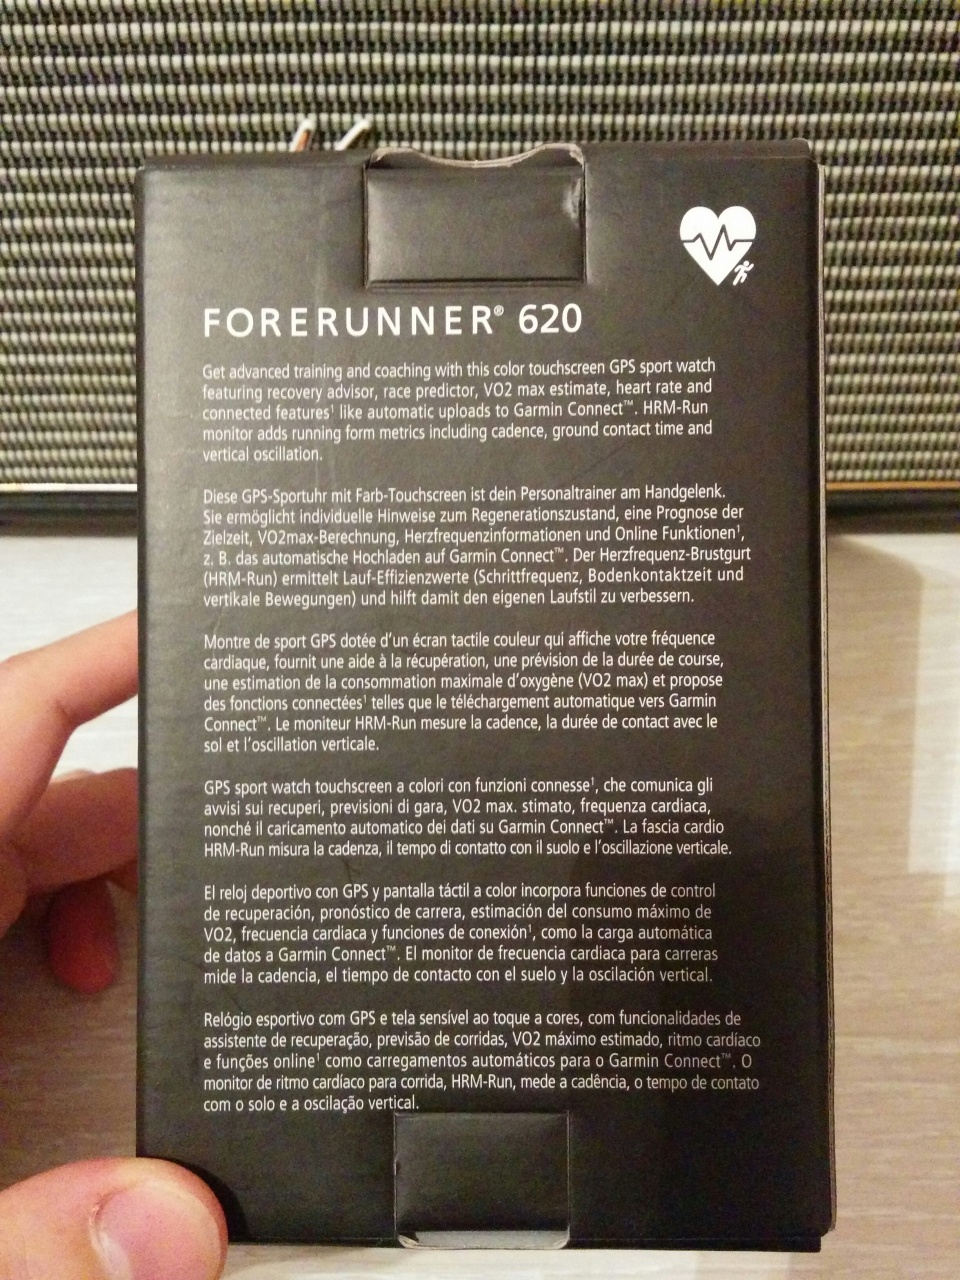 FORERUNNER® 620
Get advanced training and coaching with this color touchscreen GPS sport watch
featuring recovery advisor, race predictor, VO2 max estimate, heart rate and
connected features¹ like automatic uploads to Garmin Connect™. HRM-Run
monitor adds running form metrics including cadence, ground contact time and
vertical oscillation.
Diese GPS-Sportuhr mit Farb-Touchscreen ist dein Personaltrainer am Handgelenk.
Sie ermöglicht individuelle Hinweise zum Regenerationszustand, eine Prognose der
Zielzeit, VO2max-Berechnung, Herzfrequenzinformationen und Online Funktionen¹,
z. B. das automatische Hochladen auf Garmin Connect™. Der Herzfrequenz-Brustgurt
(HRM-Run) ermittelt Lauf-Effizienzwerte (Schrittfrequenz, Bodenkontaktzeit und
vertikale Bewegungen) und hilft damit den eigenen Laufstil zu verbessern.
Montre de sport GPS dotée d'un écran tactile couleur qui affiche votre fréquence
cardiaque, fournit une aide à la récupération, une prévision de la durée de course,
une estimation de la consommation maximale d'oxygène (VO2 max) et propose
des fonctions connectées¹ telles que le téléchargement automatique vers Garmin
Connect™. Le moniteur HRM-Run mesure la cadence, la durée de contact avec le
sol et l'oscillation verticale.
GPS sport watch touchscreen a colori con funzioni connesse¹, che comunica gli
avvisi sui recuperi, previsioni di gara, VO2 max. stimato, frequenza cardiaca,
nonché il caricamento automatico dei dati su Garmin Connect™. La fascia cardio
HRM-Run misura la cadenza, il tempo di contatto con il suolo e l'oscillazione verticale.
El reloj deportivo con GPS y pantalla táctil a color incorpora funciones de control
de recuperación, pronóstico de carrera, estimación del consumo máximo de
VO2, frecuencia cardiaca y funciones de conexión¹, como la carga automática
de datos a Garmin Connect™. El monitor de frecuencia cardiaca para carreras
mide la cadencia, el tiempo de contacto con el suelo y la oscilación vertical.
Relógio esportivo com GPS e tela sensível ao toque a cores, com funcionalidades de
assistente de recuperação, previsão de corridas, VO2 máximo estimado, ritmo cardíaco
e funções online¹ como carregamentos automáticos para o Garmin Connect™. O
monitor de ritmo cardíaco para corrida, HRM-Run, mede a cadência, o tempo de contato
com o solo e a oscilação vertical.